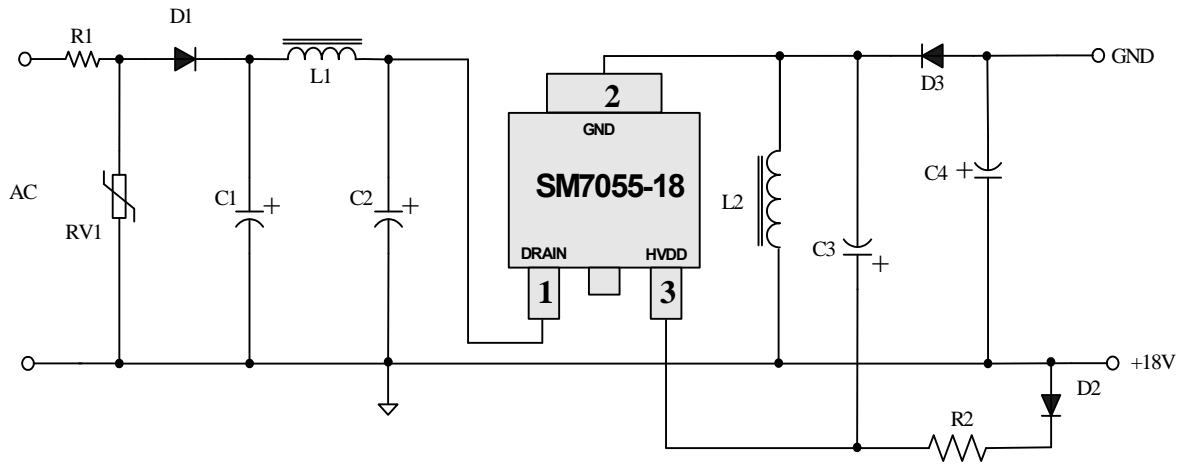 D1
R1
L1
2
D3
GND
GND
SM7055-18
AC
C1
+
C2
+
L2
C4
+
RV1
C3
+
DRAIN
HVDD
1
3
+18V
D2
R2